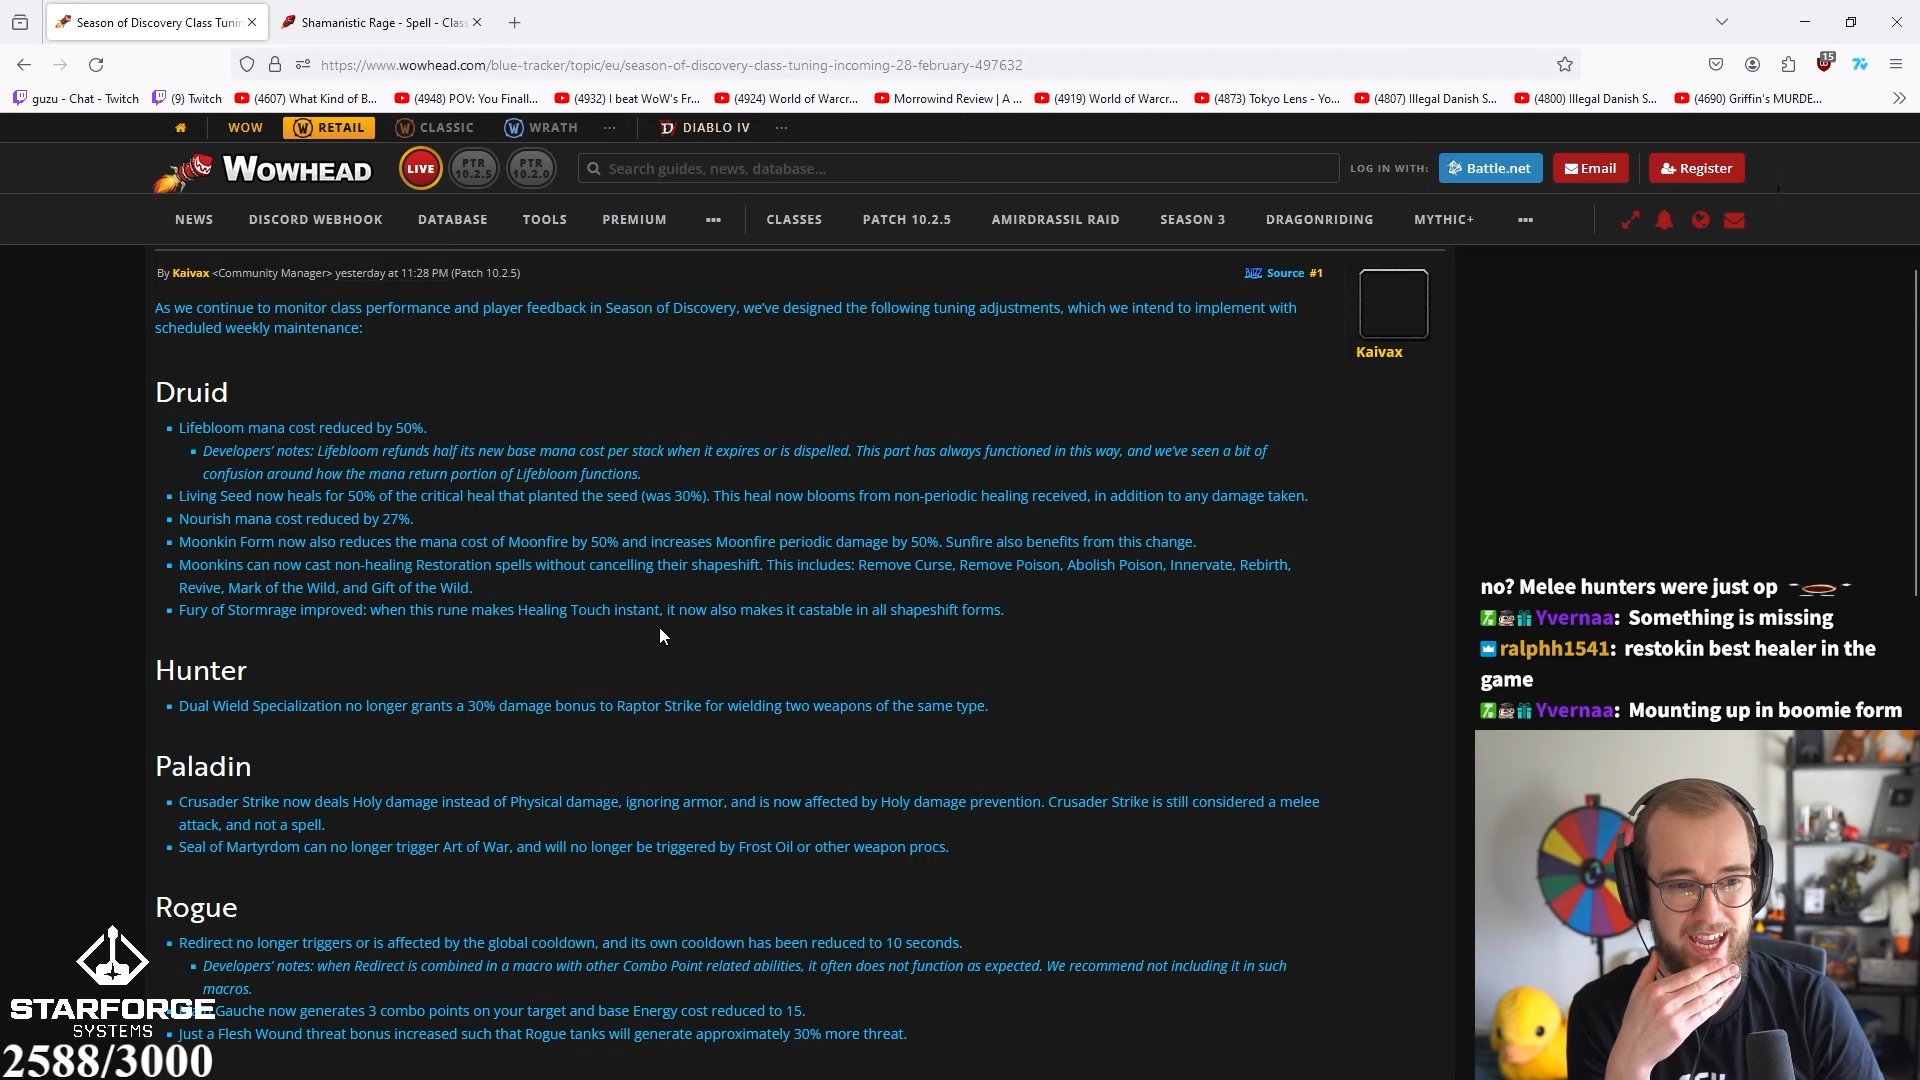 Season of Discovery Class Tunin
Shamanistic Rage - Spell - Clas
https://www.wowhead.com/blue-tracker/topic/eu/season-of-discovery-class-tuning-incoming-28-february-497632
15
guzu - Chat - Twitch
(9) Twitch
(4607) What Kind of B...
(4948) POV: You Finall...
(4932) I beat WoW's Fr...
(4924) World of Warcr...
Morrowind Review | A ...
(4919) World of Warcr...
(4873) Tokyo Lens - Yo...
(4807) Illegal Danish S...
(4800) Illegal Danish S...
(4690) Griffin's MURDE...
WOW
RETAIL
CLASSIC
WRATH
DIABLO IV
WOWHEAD
LIVE
PTR
10.2.5
PTR
10.2.0
Search guides, news, database...
LOG IN WITH:
Battle.net
Email
Register
NEWS
DISCORD WEBHOOK
DATABASE
TOOLS
PREMIUM
CLASSES
PATCH 10.2.5
AMIRDRASSIL RAID
SEASON 3
DRAGONRIDING
MYTHIC+
By Kaivax <Community Manager> yesterday at 11:28 PM (Patch 10.2.5)
BLIZ Source #1
Kaivax
As we continue to monitor class performance and player feedback in Season of Discovery, we've designed the following tuning adjustments, which we intend to implement with
scheduled weekly maintenance:
Druid
Lifebloom mana cost reduced by 50%.
Developers' notes: Lifebloom refunds half its new base mana cost per stack when it expires or is dispelled. This part has always functioned in this way, and we've seen a bit of
confusion around how the mana return portion of Lifebloom functions.
Living Seed now heals for 50% of the critical heal that planted the seed (was 30%). This heal now blooms from non-periodic healing received, in addition to any damage taken.
Nourish mana cost reduced by 27%.
Moonkin Form now also reduces the mana cost of Moonfire by 50% and increases Moonfire periodic damage by 50%. Sunfire also benefits from this change.
Moonkins can now cast non-healing Restoration spells without cancelling their shapeshift. This includes: Remove Curse, Remove Poison, Abolish Poison, Innervate, Rebirth,
Revive, Mark of the Wild, and Gift of the Wild.
Fury of Stormrage improved: when this rune makes Healing Touch instant, it now also makes it castable in all shapeshift forms.
Hunter
Dual Wield Specialization no longer grants a 30% damage bonus to Raptor Strike for wielding two weapons of the same type.
Paladin
Crusader Strike now deals Holy damage instead of Physical damage, ignoring armor, and is now affected by Holy damage prevention. Crusader Strike is still considered a melee
attack, and not a spell.
Seal of Martyrdom can no longer trigger Art of War, and will no longer be triggered by Frost Oil or other weapon procs.
Rogue
Redirect no longer triggers or is affected by the global cooldown, and its own cooldown has been reduced to 10 seconds.
Developers' notes: when Redirect is combined in a macro with other Combo Point related abilities, it often does not function as expected. We recommend not including it in such
macros.
Gauche now generates 3 combo points on your target and base Energy cost reduced to 15.
Just a Flesh Wound threat bonus increased such that Rogue tanks will generate approximately 30% more threat.
no? Melee hunters were just op
Yvernaa: Something is missing
ralphh1541: restokin best healer in the
game
Yvernaa: Mounting up in boomie form
STARFORGE
SYSTEMS
2588/3000